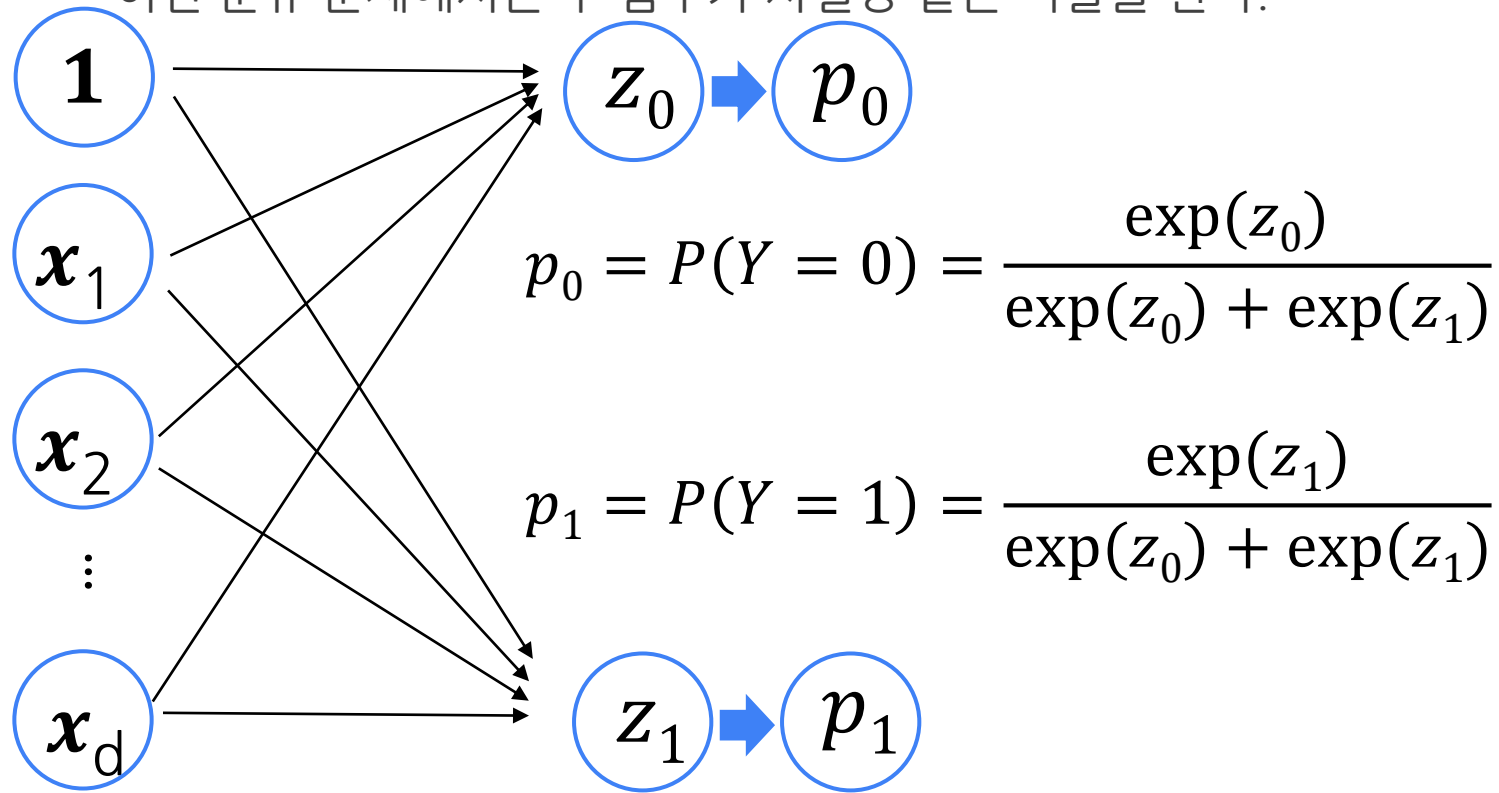 1
z₀ p₀
x₁
p₀ = P(Y = 0) = exp(z₀) / (exp(z₀) + exp(z₁))
x₂
p₁ = P(Y = 1) = exp(z₁) / (exp(z₀) + exp(z₁))
⋮
x_d
z₁ p₁